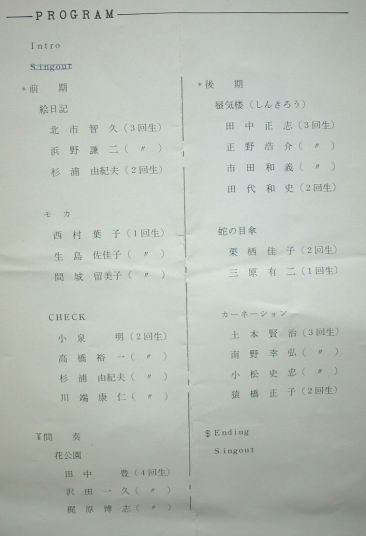 PROGRAM
Intro
Singout
*前 期
絵日記
北 市 智 久(3回生)
浜 野 謙 二(〃)
杉 浦 由紀夫(2回生)
モ カ
西 村 葉 子(1回生)
生 島 佐佳子(〃)
間 城 留美子(〃)
CHECK
小 泉 明(2回生)
高 橋 裕 一(〃)
杉 浦 由紀夫(〃)
川 端 康 仁(〃)
¥間 奏
花公園
田 中 豊(4回生)
沢 田 一 久(〃)
梶 原 博 志(〃)
*後 期
蜃気楼(しんきろう)
田 中 正 志(3回生)
正 野 浩 介(〃)
市 田 和 義(〃)
田 代 和 史(2回生)
蛇の目傘
栗 栖 佳 子(2回生)
三 原 有 二(1回生)
カーネーション
土 本 賢 治(3回生)
南 野 幸 弘(〃)
小 松 史 忠(〃)
猿 橋 正 子(2回生)
$Ending
Singout